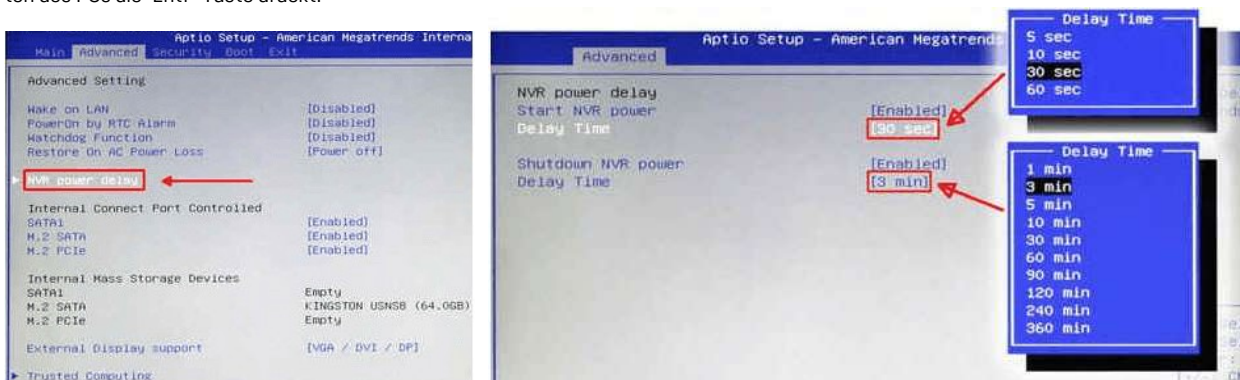 Aptio Setup - American Megatrends Interna
Main Advanced Security Boot Exit
Advanced Setting
Wake on LAN [Disabled]
PowerOn by RTC Alarm [Disabled]
Watchdog Function [Disabled]
Restore On AC Power Loss [Power off]
NVR power delay
Internal Connect Port Controlled
SATA1 [Enabled]
M.2 SATA [Enabled]
M.2 PCIe [Enabled]
Internal Mass Storage Devices
SATA1 Empty
M.2 SATA KINGSTON USNS8 (64.0GB)
M.2 PCIe Empty
External Display support [VGA / DVI / DP]
Trusted Computing
Aptio Setup - American Megatrends
Advanced
NVR power delay
Start NVR power [Enabled]
Delay Time [30 sec]
Shutdown NVR power [Enabled]
Delay Time [3 min]
Delay Time
5 sec
10 sec
30 sec
60 sec
Delay Time
1 min
3 min
5 min
10 min
30 min
60 min
90 min
120 min
240 min
360 min